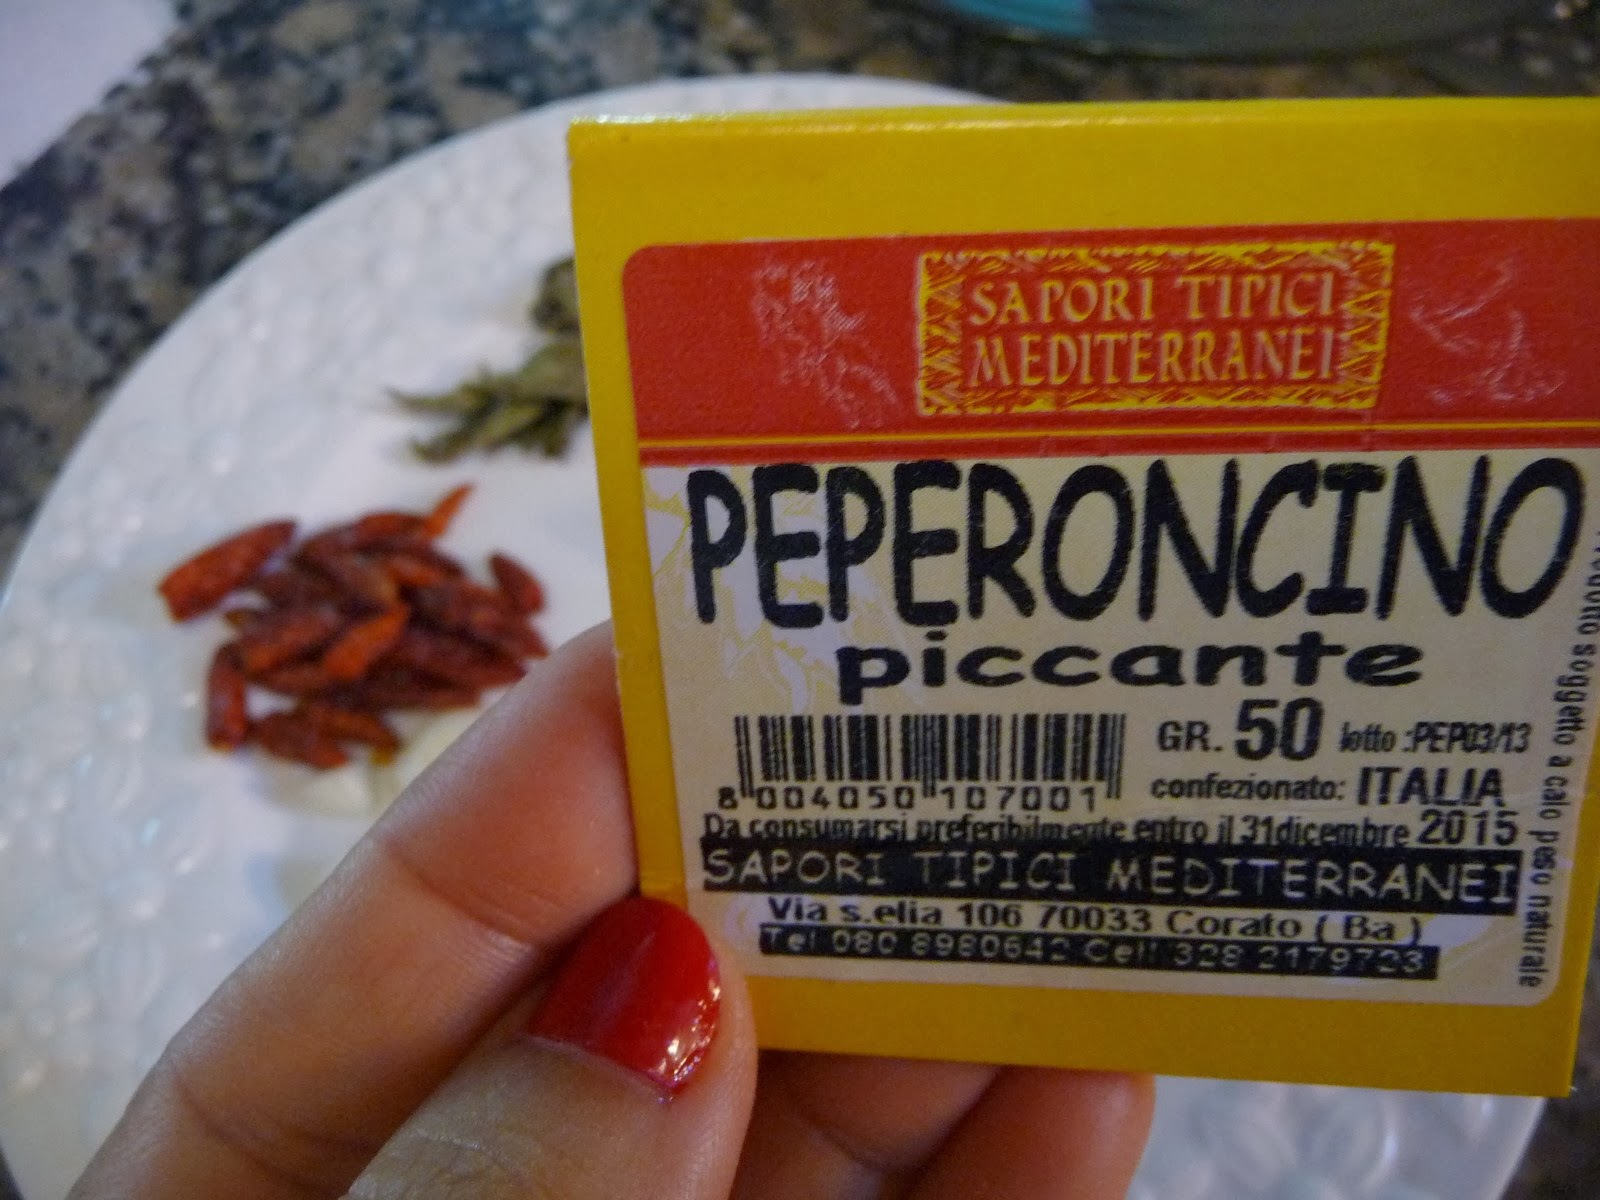 SAPORI TIPICI
MEDITERRANEI
PEPERONCINO
piccante
GR. 50 lotto :PEP03/13
confezionato: ITALIA
8 004050 107001
Da consumarsi preferibilmente entro il 31dicembre 2015
SAPORI TIPICI MEDITERRANEI
Via s.elia 106 70033 Corato ( Ba )
Tel 080 8980642 Cell 328 2179723
Prodotto soggetto a calo peso naturale